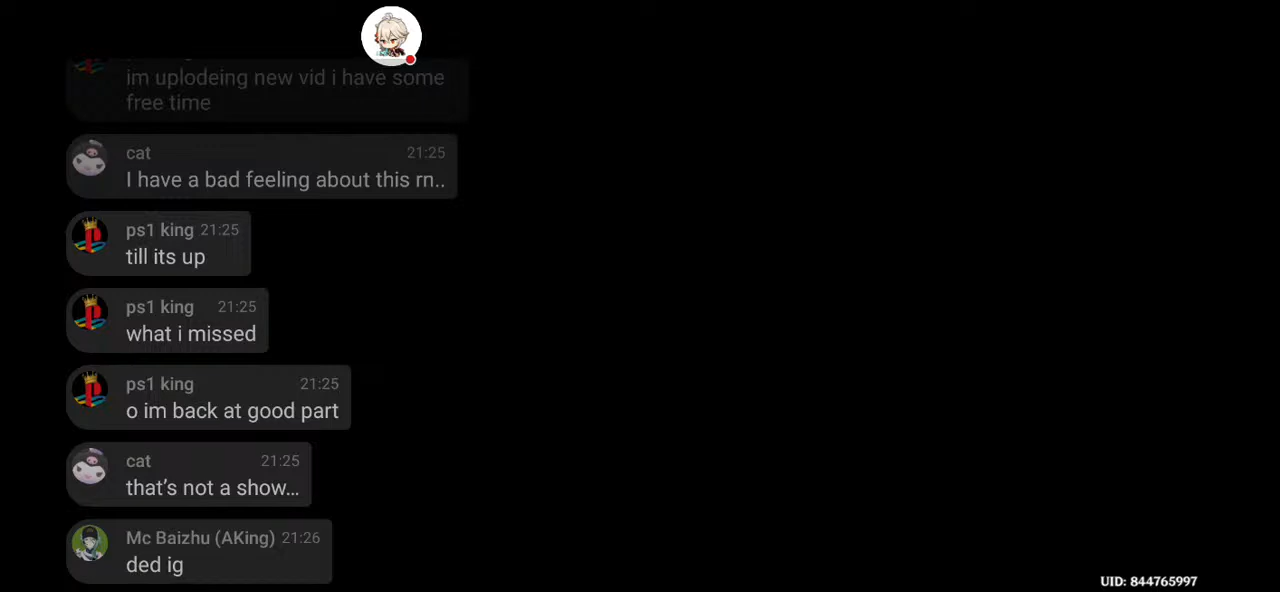 im uplodeing new vid i have some
free time
cat 21:25
I have a bad feeling about this rn..
ps1 king 21:25
till its up
ps1 king 21:25
what i missed
ps1 king 21:25
o im back at good part
cat 21:25
that's not a show...
Mc Baizhu (AKing) 21:26
ded ig
UID: 844765997